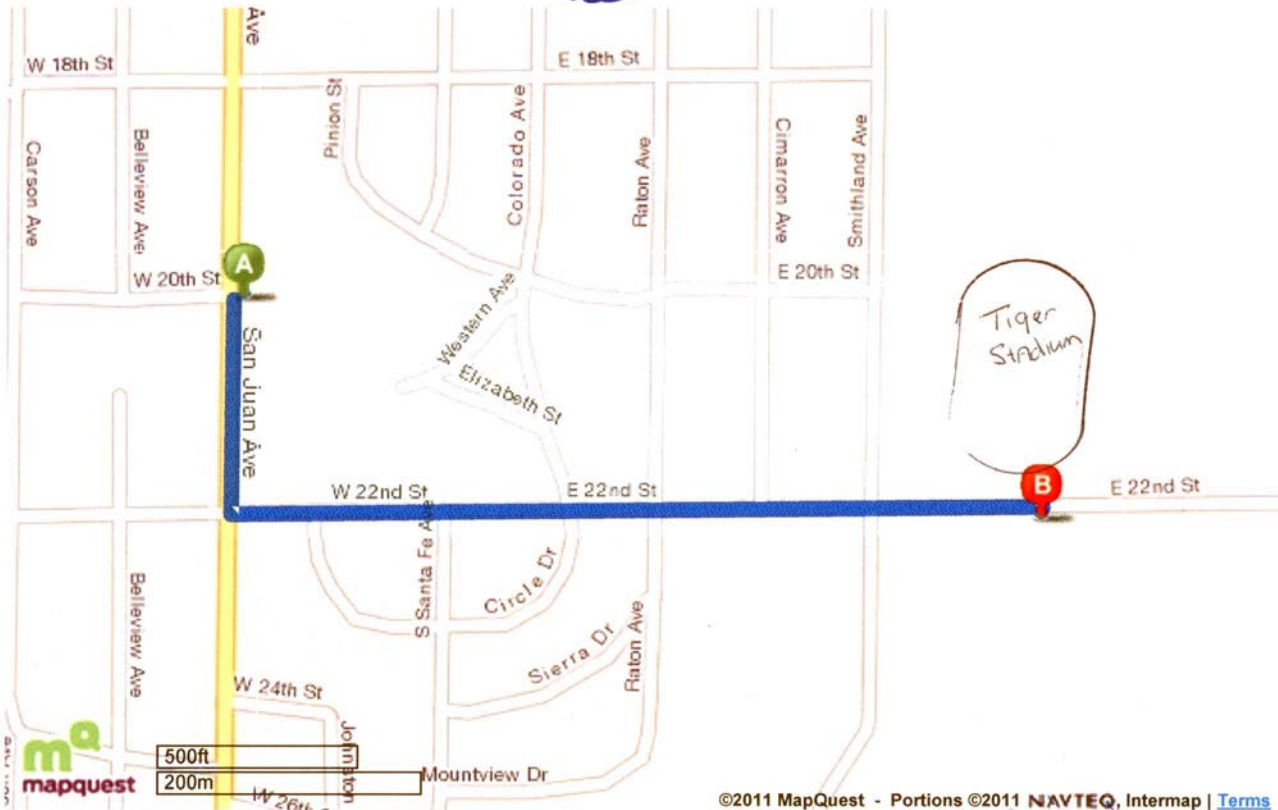 Ave
W 18th St
E 18th St
Pinion St
Colorado Ave
Carson Ave
Belleview Ave
Raton Ave
Cimarron Ave
Smithland Ave
A
W 20th St
E 20th St
Tiger
Stadium
San Juan Ave
Western Ave
Elizabeth St
B
W 22nd St
E 22nd St
E 22nd St
S Santa Fe Ave
Circle Dr
Belleview Ave
Sierra Dr
Raton Ave
W 24th St
Johnston
mQ
mapquest
500ft
200m
Mountview Dr
W 26th
©2011 MapQuest - Portions ©2011 NAVTEQ, Intermap | Terms